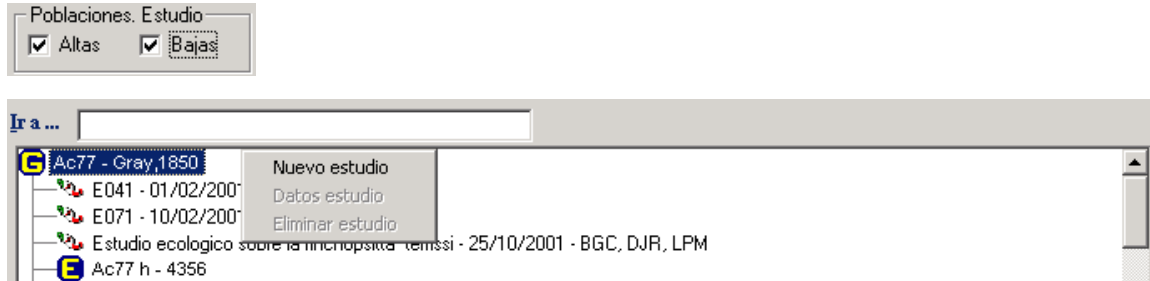 Poblaciones. Estudio
Altas Bajas
Ir a ...
G Ac77 - Gray,1850
Nuevo estudio
E041 - 01/02/200
Datos estudio
E071 - 10/02/200
Eliminar estudio
Estudio ecologico sobre la - 25/10/2001 - BGC, DJR, LPM
E Ac77 h - 4356